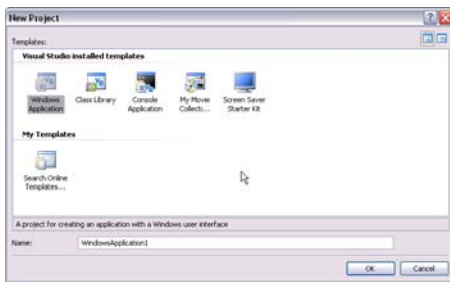 New Project
Templates:
Visual Studio installed templates
Windows Application
Class Library
Console Application
My Movie Collecti...
Screen Saver Starter Kit
My Templates
Search Online Templates...
A project for creating an application with a Windows user interface
Name:
WindowsApplication1
OK
Cancel